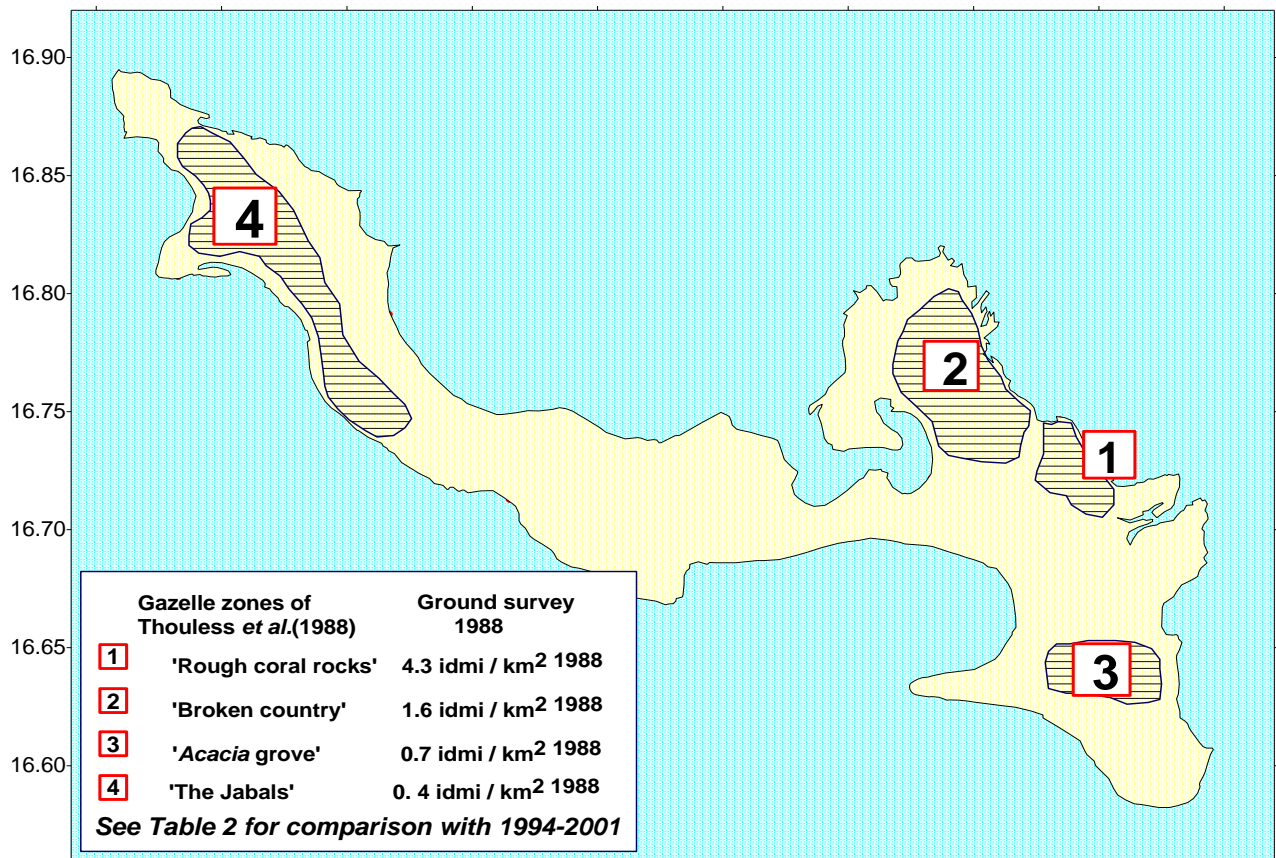 16.90
16.85
4
16.80
2
16.75
1
16.70
Gazelle zones of Ground survey
Thouless et al.(1988) 1988
1 'Rough coral rocks' 4.3 idmi / km2 1988
2 'Broken country' 1.6 idmi / km2 1988
3 'Acacia grove' 0.7 idmi / km2 1988
4 'The Jabals' 0. 4 idmi / km2 1988
See Table 2 for comparison with 1994-2001
16.65
3
16.60